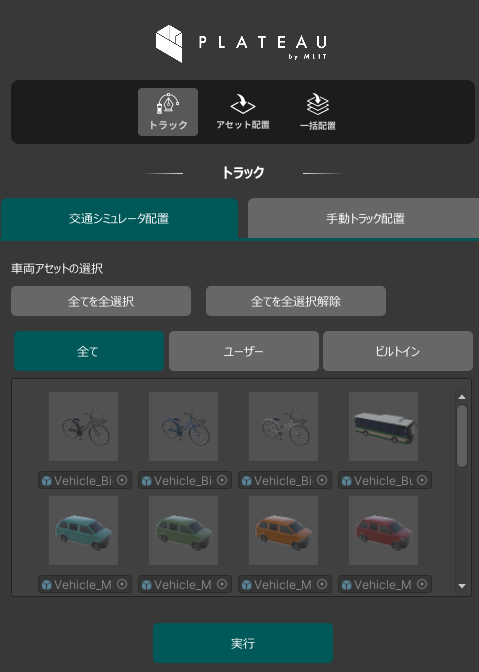 PLATEAU
by MLIT
トラック
アセット配置
一括配置
トラック
交通シミュレータ配置
手動トラック配置
車両アセットの選択
全てを全選択
全てを全選択解除
全て
ユーザー
ビルトイン
Vehicle_Bi
Vehicle_Bi
Vehicle_Bi
Vehicle_Bu
Vehicle_M
Vehicle_M
Vehicle_M
Vehicle_M
実行